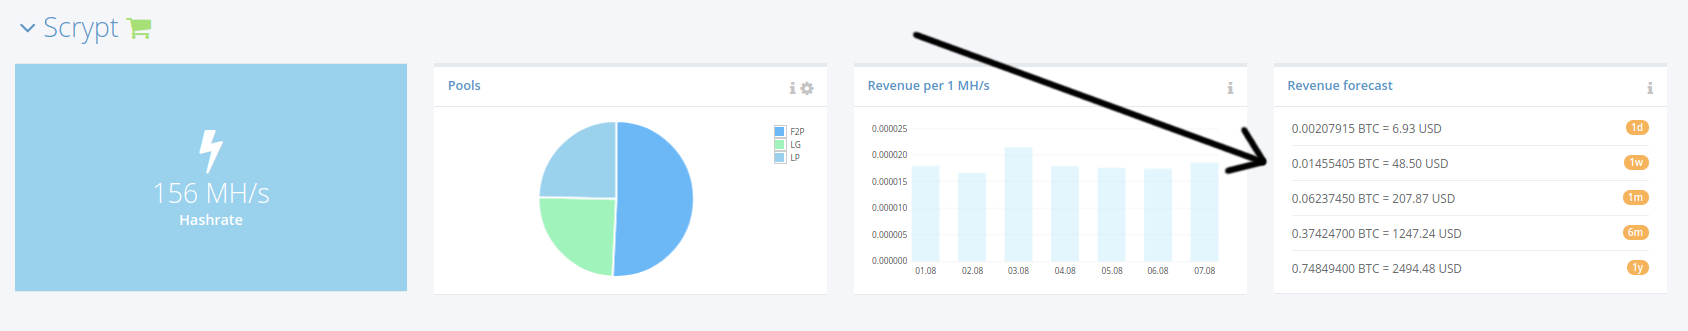 Scrypt
156 MH/s
Hashrate
Pools
F2P
LG
LP
Revenue per 1 MH/s
0.000025
0.000020
0.000015
0.000010
0.000005
0.000000
01.08 02.08 03.08 04.08 05.08 06.08 07.08
Revenue forecast
0.00207915 BTC = 6.93 USD 1d
0.01455405 BTC = 48.50 USD 1w
0.06237450 BTC = 207.87 USD 1m
0.37424700 BTC = 1247.24 USD 6m
0.74849400 BTC = 2494.48 USD 1y